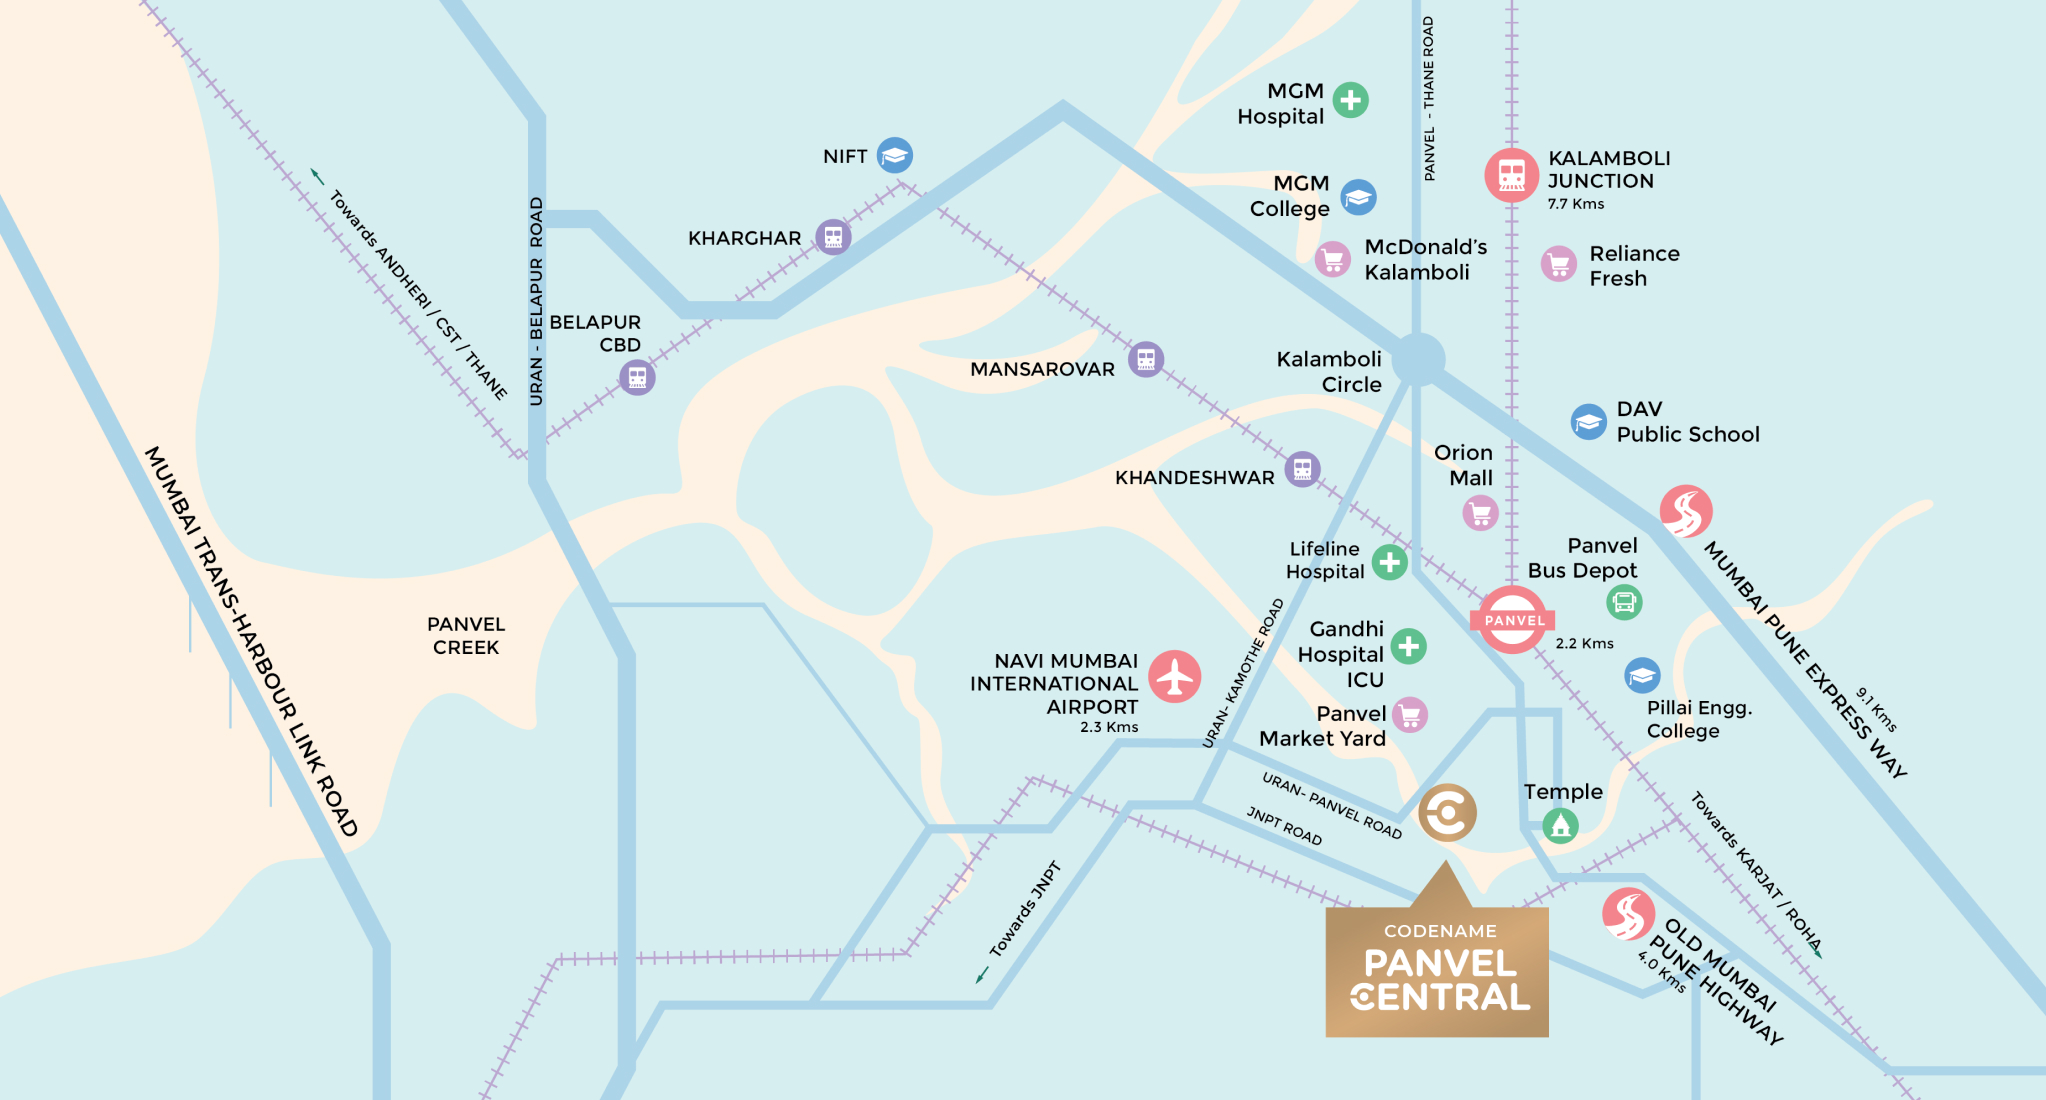 MGM
Hospital
PANVEL - THANE ROAD
NIFT
KALAMBOLI
JUNCTION
7.7 Kms
MGM
College
KHARGHAR
McDonald's
Kalamboli
Reliance
Fresh
Towards ANDHERI / CST / THANE
URAN - BELAPUR ROAD
BELAPUR
CBD
MANSAROVAR
Kalamboli
Circle
DAV
Public School
Orion
Mall
KHANDESHWAR
MUMBAI TRANS-HARBOUR LINK ROAD
Lifeline
Hospital
Panvel
Bus Depot
MUMBAI PUNE EXPRESS WAY
9.1 Kms
PANVEL
2.2 Kms
PANVEL
CREEK
Gandhi
Hospital
ICU
URAN- KAMOTHE ROAD
NAVI MUMBAI
INTERNATIONAL
AIRPORT
2.3 Kms
Panvel
Market Yard
Pillai Engg.
College
URAN- PANVEL ROAD
JNPT ROAD
Temple
Towards KARJAT / ROHA
Towards JNPT
CODENAME
PANVEL
CENTRAL
OLD MUMBAI
PUNE HIGHWAY
4.0 Kms